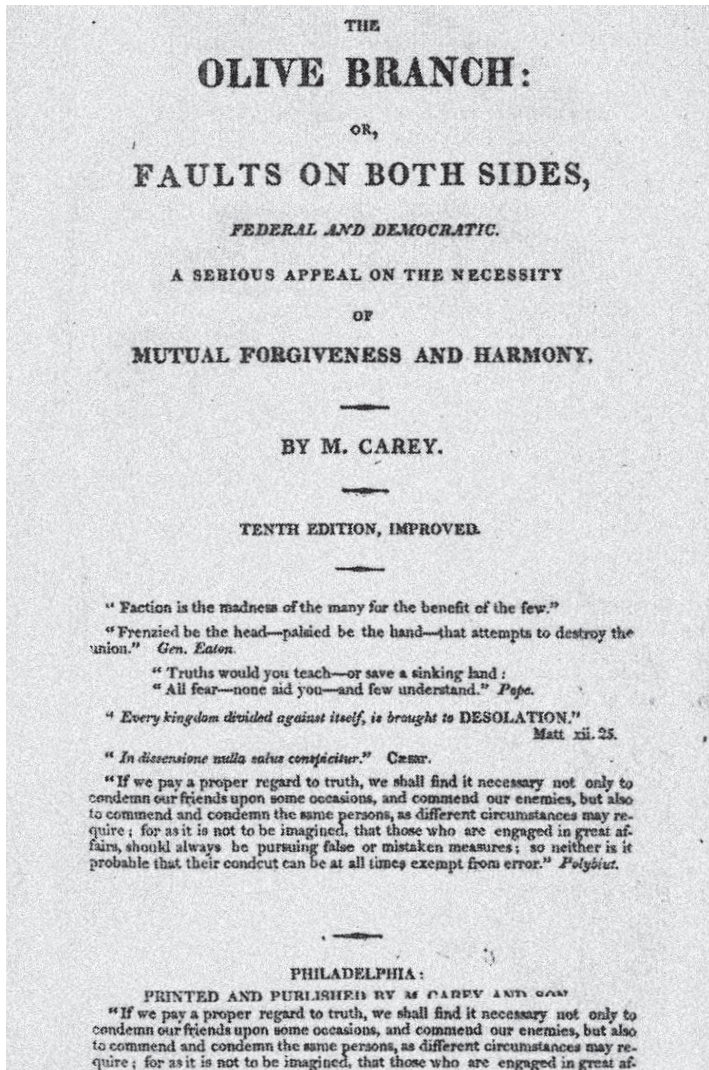 THE
OLIVE BRANCH:
OR,
FAULTS ON BOTH SIDES,
FEDERAL AND DEMOCRATIC.
A SERIOUS APPEAL ON THE NECESSITY
OF
MUTUAL FORGIVENESS AND HARMONY.
BY M. CAREY.
TENTH EDITION, IMPROVED.
“ Faction is the madness of the many for the benefit of the few.”
“Frenzied be the head—palsied be the hand—that attempts to destroy the
union.” Gen. Eaton.
“ Truths would you teach—or save a sinking land :
“ All fear—none aid you—and few understand.” Pope.
“ Every kingdom divided against itself, is brought to DESOLATION.”
Matt xii. 25.
“ In dissensione nulla salus conspicitur.” Cæsar.
“If we pay a proper regard to truth, we shall find it necessary not only to
condemn our friends upon some occasions, and commend our enemies, but also
to commend and condemn the same persons, as different circumstances may re-
quire ; for as it is not to be imagined, that those who are engaged in great af-
fairs, should always be pursuing false or mistaken measures ; so neither is it
probable that their condcut can be at all times exempt from error.” Polybius.
PHILADELPHIA :
PRINTED AND PUBLISHED BY M. CAREY AND SON
“If we pay a proper regard to truth, we shall find it necessary not only to
condemn our friends upon some occasions, and commend our enemies, but also
to commend and condemn the same persons, as different circumstances may re-
quire ; for as it is not to be imagined, that those who are engaged in great af-